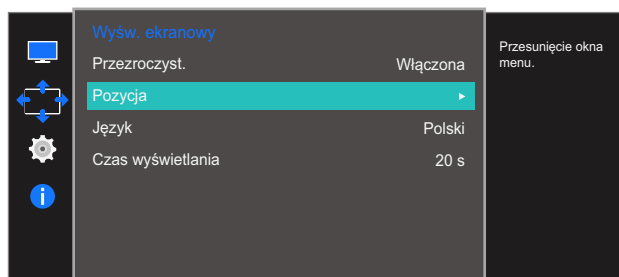 Wyśw. ekranowy
Przezroczyst. Włączona
Pozycja
Język Polski
Czas wyświetlania 20 s
Przesunięcie okna
menu.